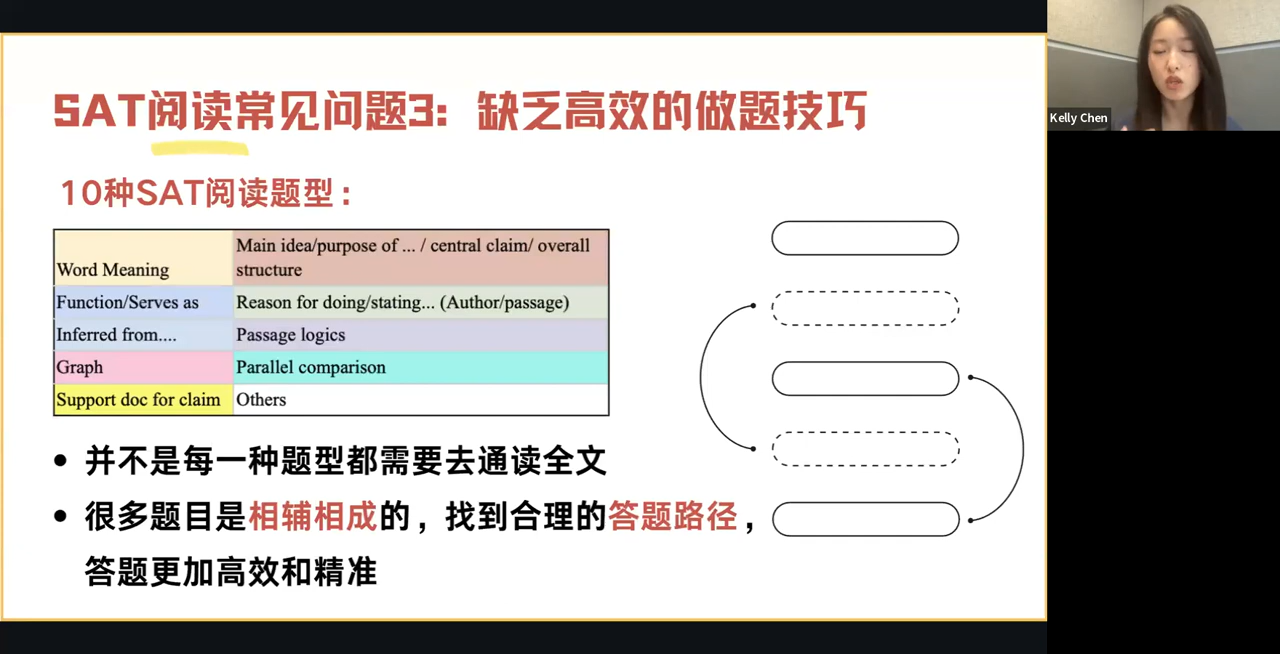 SAT阅读常见问题3：缺乏高效的做题技巧
Kelly Chen
10种SAT阅读题型：
Word Meaning
Main idea/purpose of ... / central claim/ overall
structure
Function/Serves as
Reason for doing/stating... (Author/passage)
Inferred from....
Passage logics
Graph
Parallel comparison
Support doc for claim
Others
• 并不是每一种题型都需要去通读全文
• 很多题目是相辅相成的，找到合理的答题路径，
答题更加高效和精准